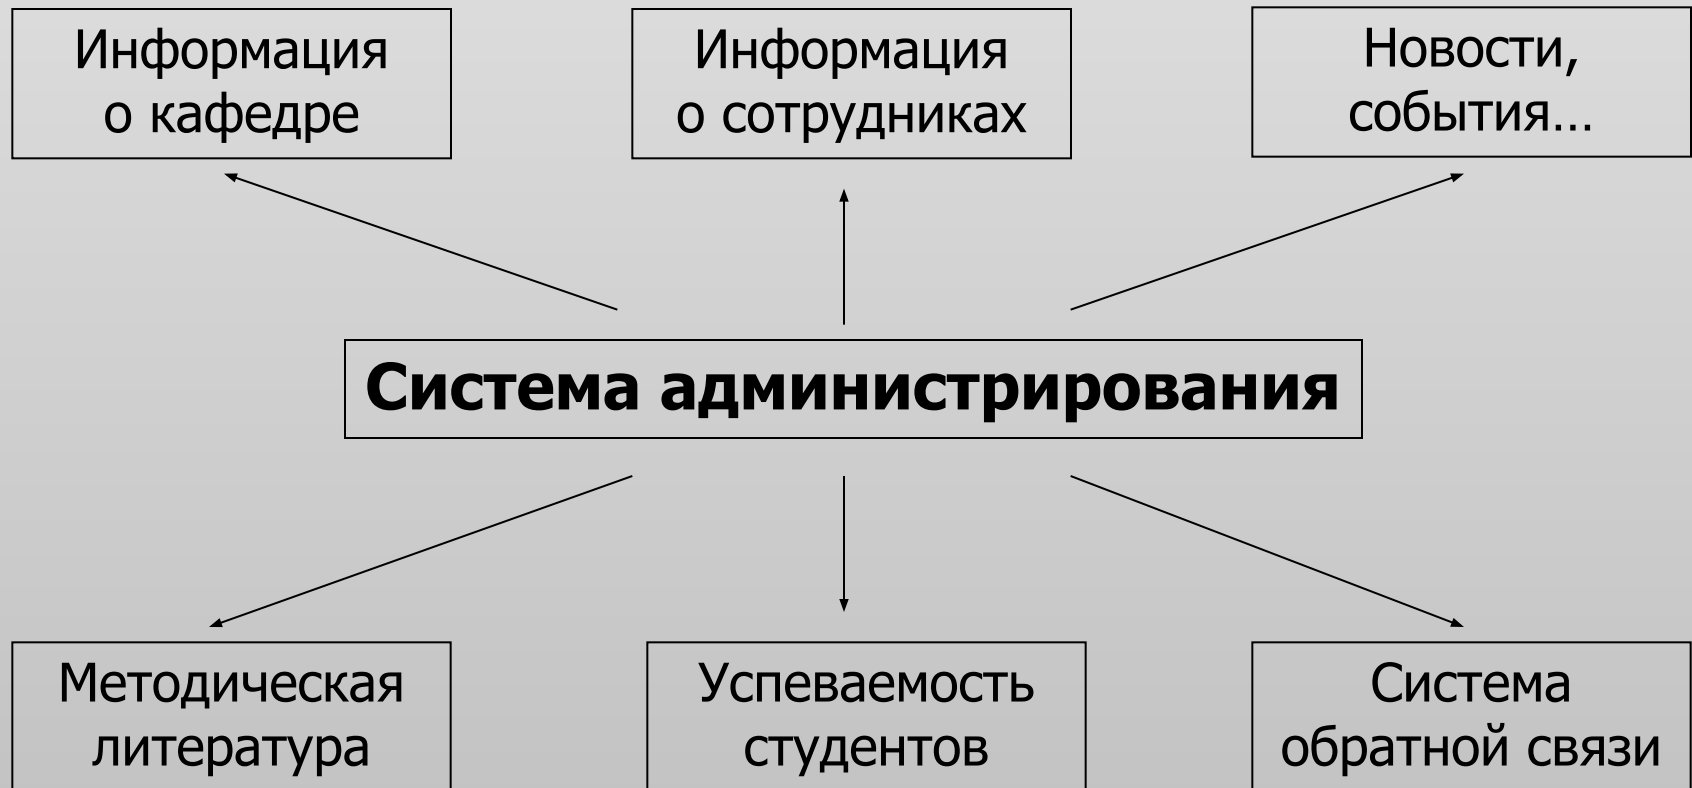 Информация
о кафедре
Информация
о сотрудниках
Новости,
события...
Система администрирования
Методическая
литература
Успеваемость
студентов
Система
обратной связи